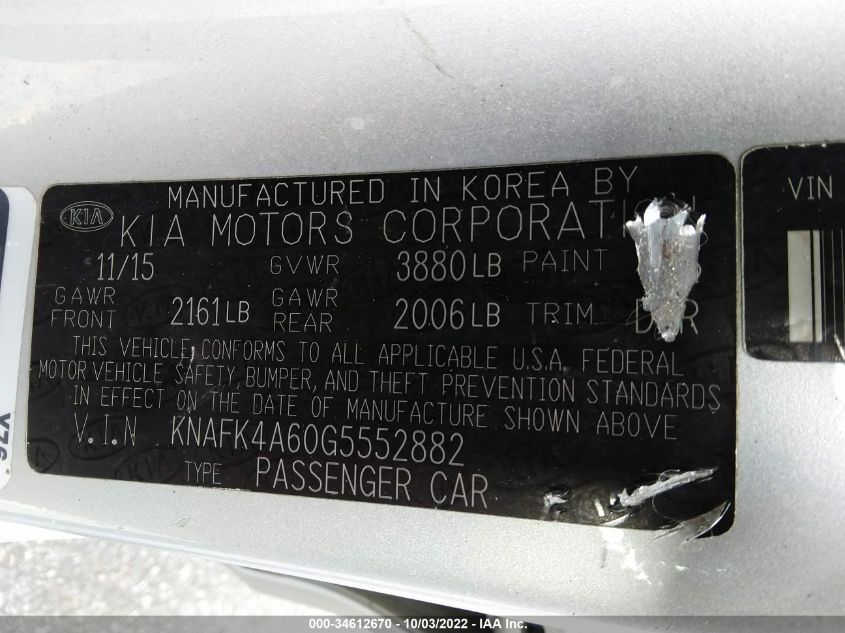 MANUFACTURED IN KOREA BY
KIA KIA MOTORS CORPORATION
11/15 GVWR 3880LB PAINT
GAWR FRONT 2161LB GAWR REAR 2006LB TRIM
THIS VEHICLE CONFORMS TO ALL APPLICABLE U.S.A. FEDERAL
MOTOR VEHICLE SAFETY, BUMPER, AND THEFT PREVENTION STANDARDS
IN EFFECT ON THE DATE OF MANUFACTURE SHOWN ABOVE
V.I.N KNAFK4A60G5552882
TYPE PASSENGER CAR
VIN
000-34612670 - 10/03/2022 - IAA Inc.